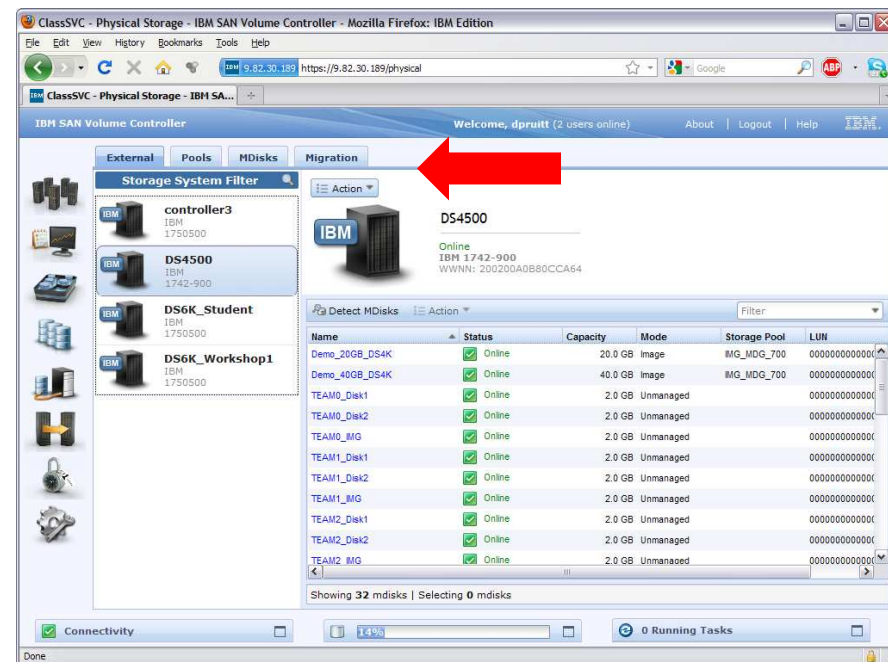 ClassSVC - Physical Storage - IBM SAN Volume Controller - Mozilla Firefox: IBM Edition
File Edit View History Bookmarks Tools Help
IBM 9.82.30.189 https://9.82.30.189/physical Google ABP
IBM ClassSVC - Physical Storage - IBM SA...
IBM SAN Volume Controller Welcome, dpruitt (2 users online) About | Logout | Help IBM.
External Pools MDisks Migration
Storage System Filter
IBM controller3
IBM
1750500
IBM DS4500
IBM
1742-900
IBM DS6K_Student
IBM
1750500
IBM DS6K_Workshop1
IBM
1750500
Action
IBM
DS4500
Online
IBM 1742-900
WWNN: 200200A0B80CCA64
Detect MDisks Action Filter
Name Status Capacity Mode Storage Pool LUN
Demo_20GB_DS4K Online 20.0 GB Image IMG_MDG_700
Demo_40GB_DS4K Online 40.0 GB Image IMG_MDG_700
TEAM0_Disk1 Online 2.0 GB Unmanaged
TEAM0_Disk2 Online 2.0 GB Unmanaged
TEAM0_IMG Online 2.0 GB Unmanaged
TEAM1_Disk1 Online 2.0 GB Unmanaged
TEAM1_Disk2 Online 2.0 GB Unmanaged
TEAM1_IMG Online 2.0 GB Unmanaged
TEAM2_Disk1 Online 2.0 GB Unmanaged
TEAM2_Disk2 Online 2.0 GB Unmanaged
TEAM2_IMG Online 2.0 GB Unmanaged
Showing 32 mdisks | Selecting 0 mdisks
Connectivity 14% 0 Running Tasks
Done